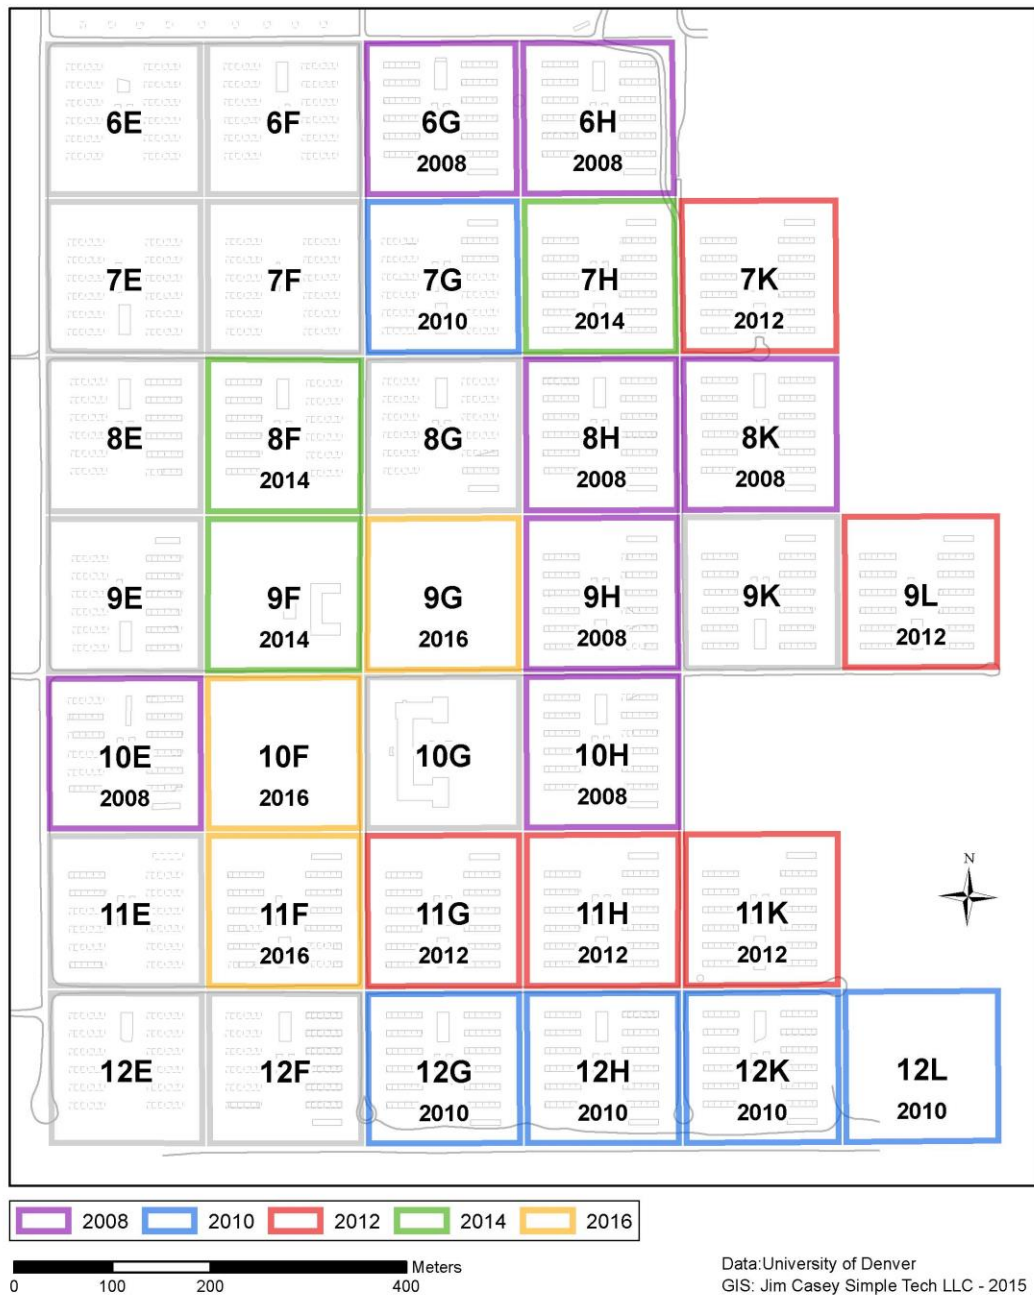 6E 6F 6G 6H
2008 2008
7E 7F 7G 7H 7K
2010 2014 2012
8E 8F 8G 8H 8K
2014 2008 2008
9E 9F 9G 9H 9K 9L
2014 2016 2008 2012
10E 10F 10G 10H
2008 2016 2008
N
11E 11F 11G 11H 11K
2016 2012 2012 2012
12E 12F 12G 12H 12K 12L
2010 2010 2010 2010
2008 2010 2012 2014 2016
Meters
0 100 200 400
Data:University of Denver
GIS: Jim Casey Simple Tech LLC - 2015